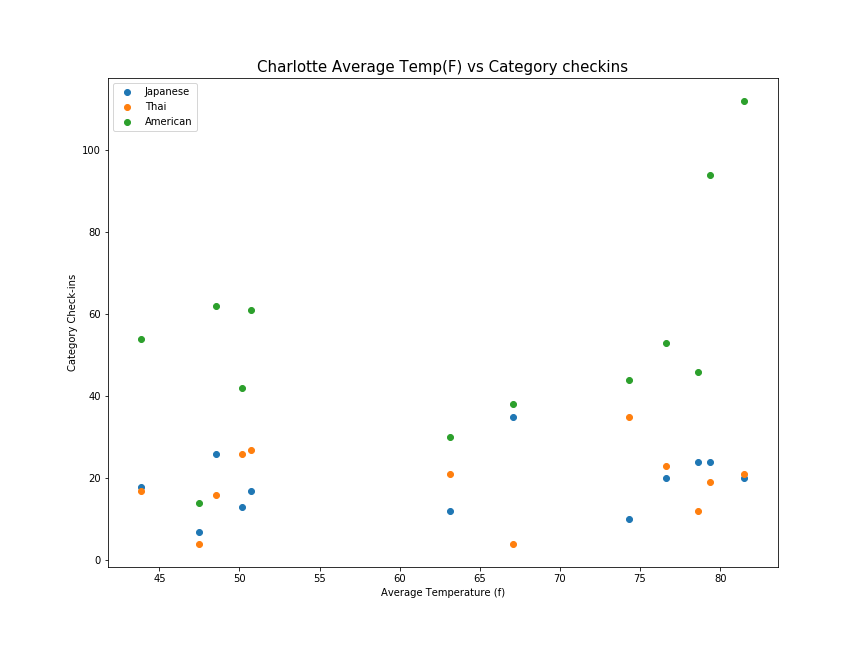 Charlotte Average Temp(F) vs Category checkins
Japanese
Thai
American
100
80
60
40
20
0
Category Check-ins
45 50 55 60 65 70 75 80
Average Temperature (f)